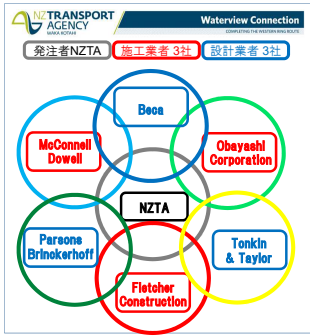 NZ TRANSPORT
AGENCY
WAKA KOTAHI
Waterview Connection
COMPLETING THE WESTERN RING ROUTE
発注者NZTA
施工業者 3社
設計業者 3社
Beca
McConnell
Dowell
Obayashi
Corporation
NZTA
Parsons
Brinckerhoff
Tonkin
& Taylor
Fletcher
Construction